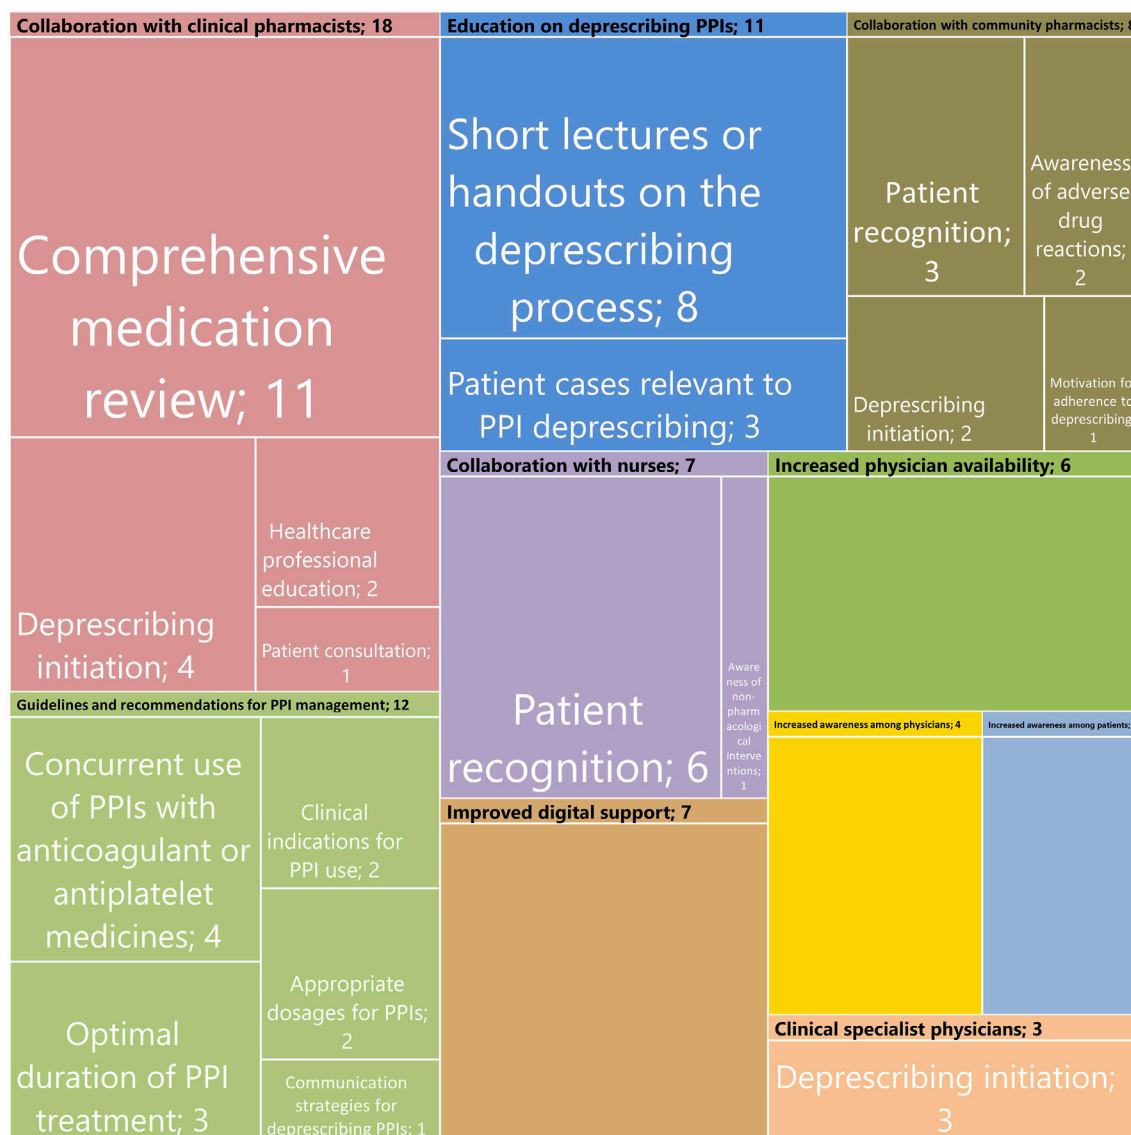 Collaboration with clinical pharmacists; 18
Comprehensive
medication
review; 11
Deprescribing
initiation; 4
Healthcare
professional
education; 2
Patient consultation;
1
Guidelines and recommendations for PPI management; 12
Concurrent use
of PPIs with
anticoagulant or
antiplatelet
medicines; 4
Optimal
duration of PPI
treatment; 3
Clinical
indications for
PPI use; 2
Appropriate
dosages for PPIs;
2
Communication
strategies for
deprescribing PPIs; 1
Education on deprescribing PPIs; 11
Short lectures or
handouts on the
deprescribing
process; 8
Patient cases relevant to
PPI deprescribing; 3
Collaboration with community pharmacists; 8
Patient
recognition;
3
Awareness
of adverse
drug
reactions;
2
Deprescribing
initiation; 2
Motivation fo
adherence to
deprescribing
1
Collaboration with nurses; 7
Patient
recognition; 6
Aware
ness of
non-
pharm
acologi
cal
interve
ntions;
1
Improved digital support; 7
Increased physician availability; 6
Increased awareness among physicians; 4
Increased awareness among patients;
Clinical specialist physicians; 3
Deprescribing initiation;
3